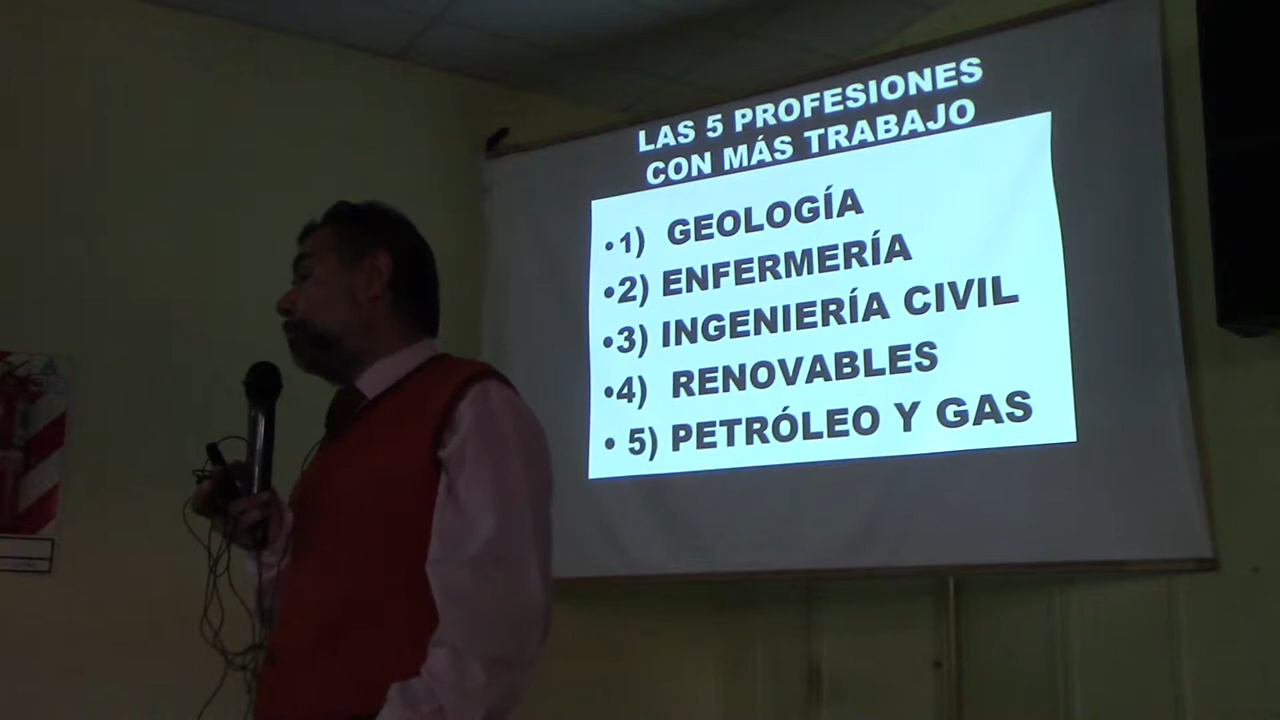 LAS 5 PROFESIONES
CON MÁS TRABAJO
•1) GEOLOGÍA
•2) ENFERMERÍA
•3) INGENIERÍA CIVIL
•4) RENOVABLES
• 5) PETRÓLEO Y GAS